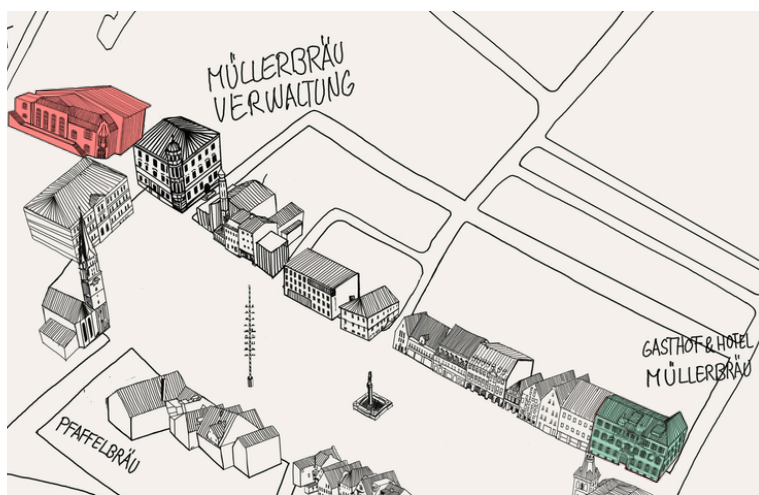 MÜLLERBRÄU
VERWALTUNG
GASTHOF & HOTEL
MÜLLERBRÄU
PFAFFELBRÄU